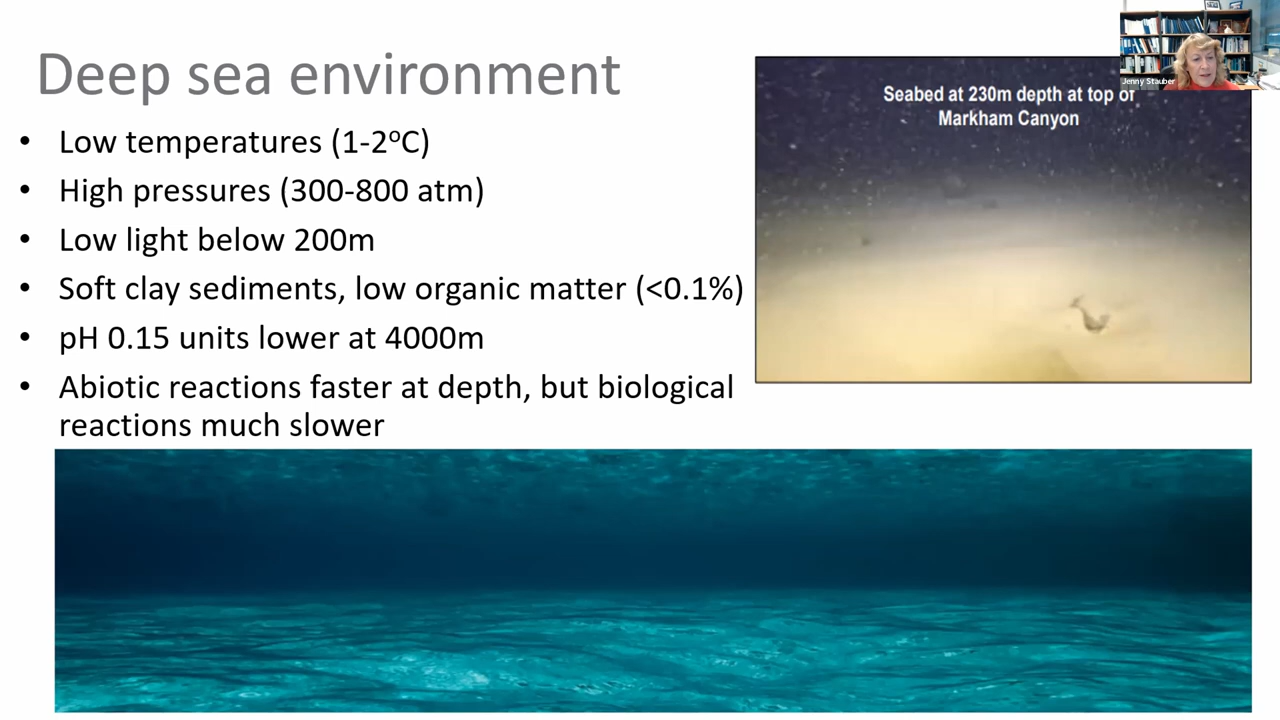 Deep sea environment
• Low temperatures (1-2ºC)
• High pressures (300-800 atm)
• Low light below 200m
• Soft clay sediments, low organic matter (<0.1%)
• pH 0.15 units lower at 4000m
• Abiotic reactions faster at depth, but biological
reactions much slower
Seabed at 230m depth at top of
Markham Canyon
Jenny Stauber